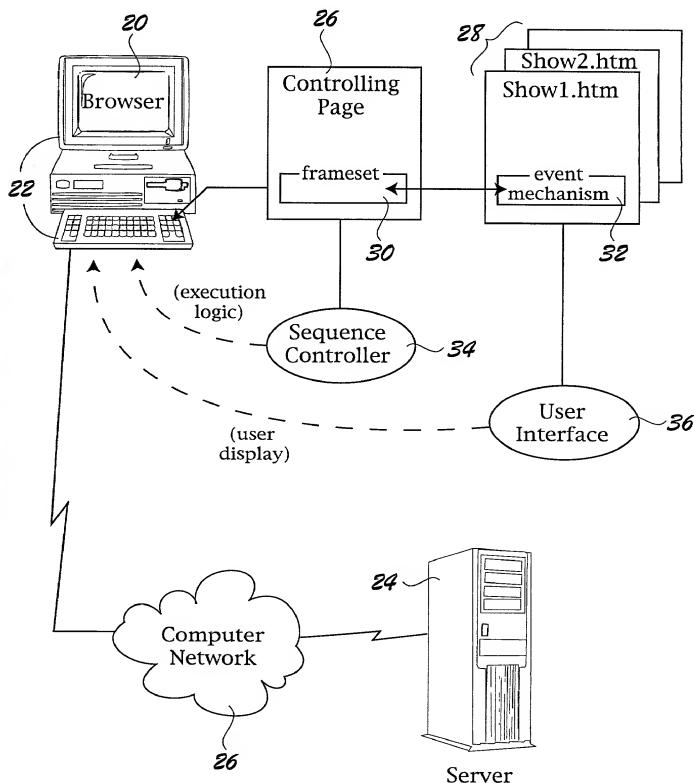 20
Browser
22
26
Controlling
Page
frameset
30
28
Show2.htm
Show1.htm
event
mechanism
32
(execution
logic)
Sequence
Controller
34
(user
display)
User
Interface
36
24
Computer
Network
26
Server